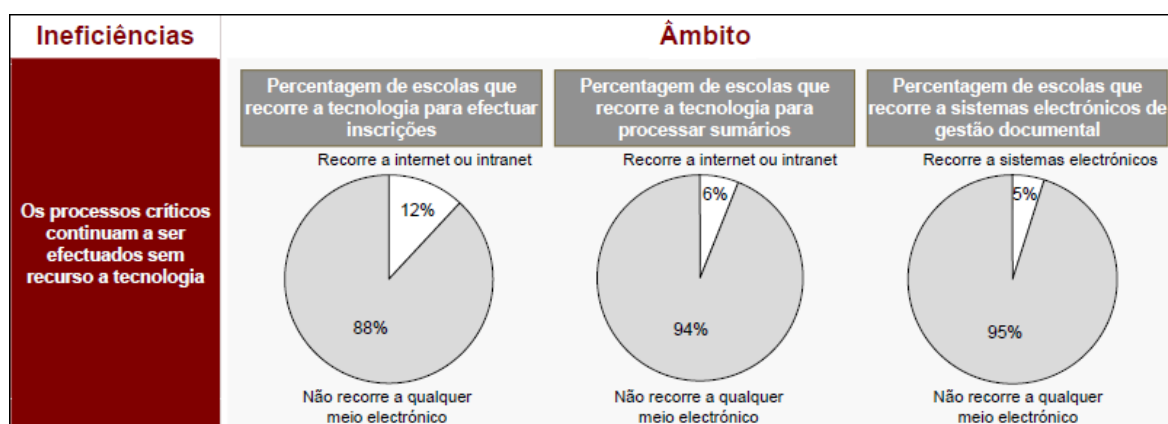 Ineficiências
Âmbito
Os processos críticos
continuam a ser
efectuados sem
recurso a tecnologia
Percentagem de escolas que
recorre a tecnologia para efectuar
inscrições
Recorre a internet ou intranet
12%
88%
Não recorre a qualquer
meio electrónico
Percentagem de escolas que
recorre a tecnologia para
processar sumários
Recorre a internet ou intranet
6%
94%
Não recorre a qualquer
meio electrónico
Percentagem de escolas que
recorre a sistemas electrónicos de
gestão documental
Recorre a sistemas electrónicos
5%
95%
Não recorre a qualquer
meio electrónico